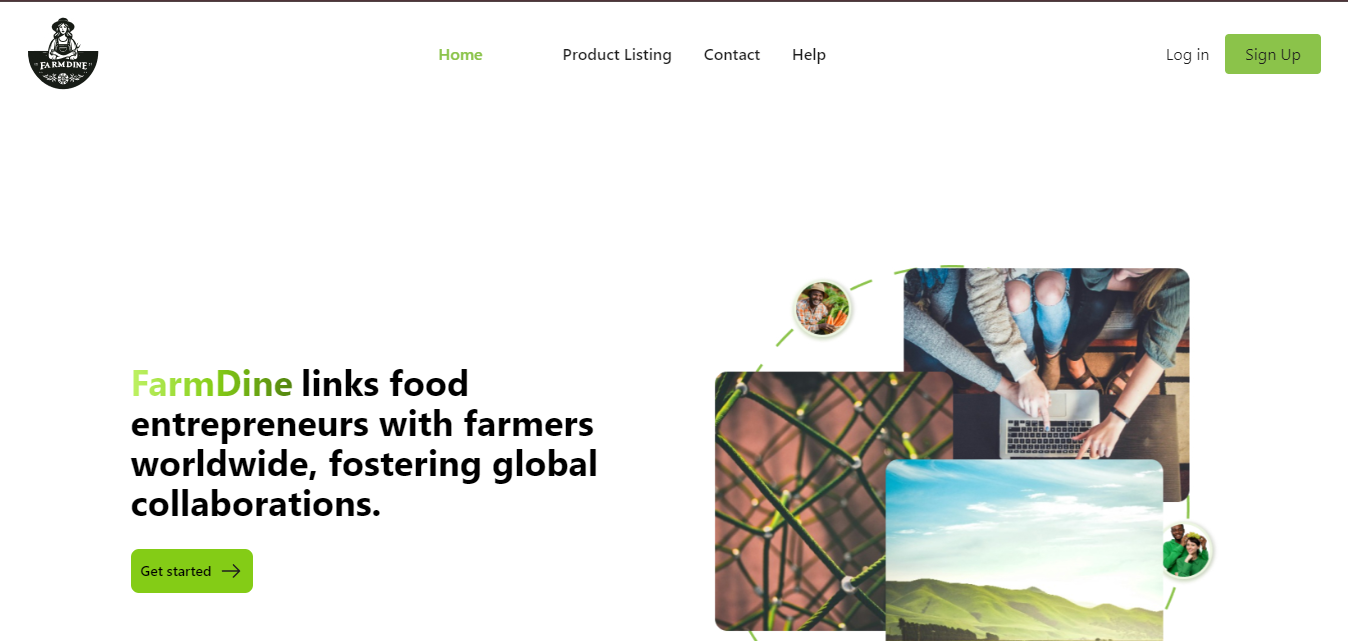 FARMDINE
Home
Product Listing
Contact
Help
Log in
Sign Up
FarmDine links food
entrepreneurs with farmers
worldwide, fostering global
collaborations.
Get started